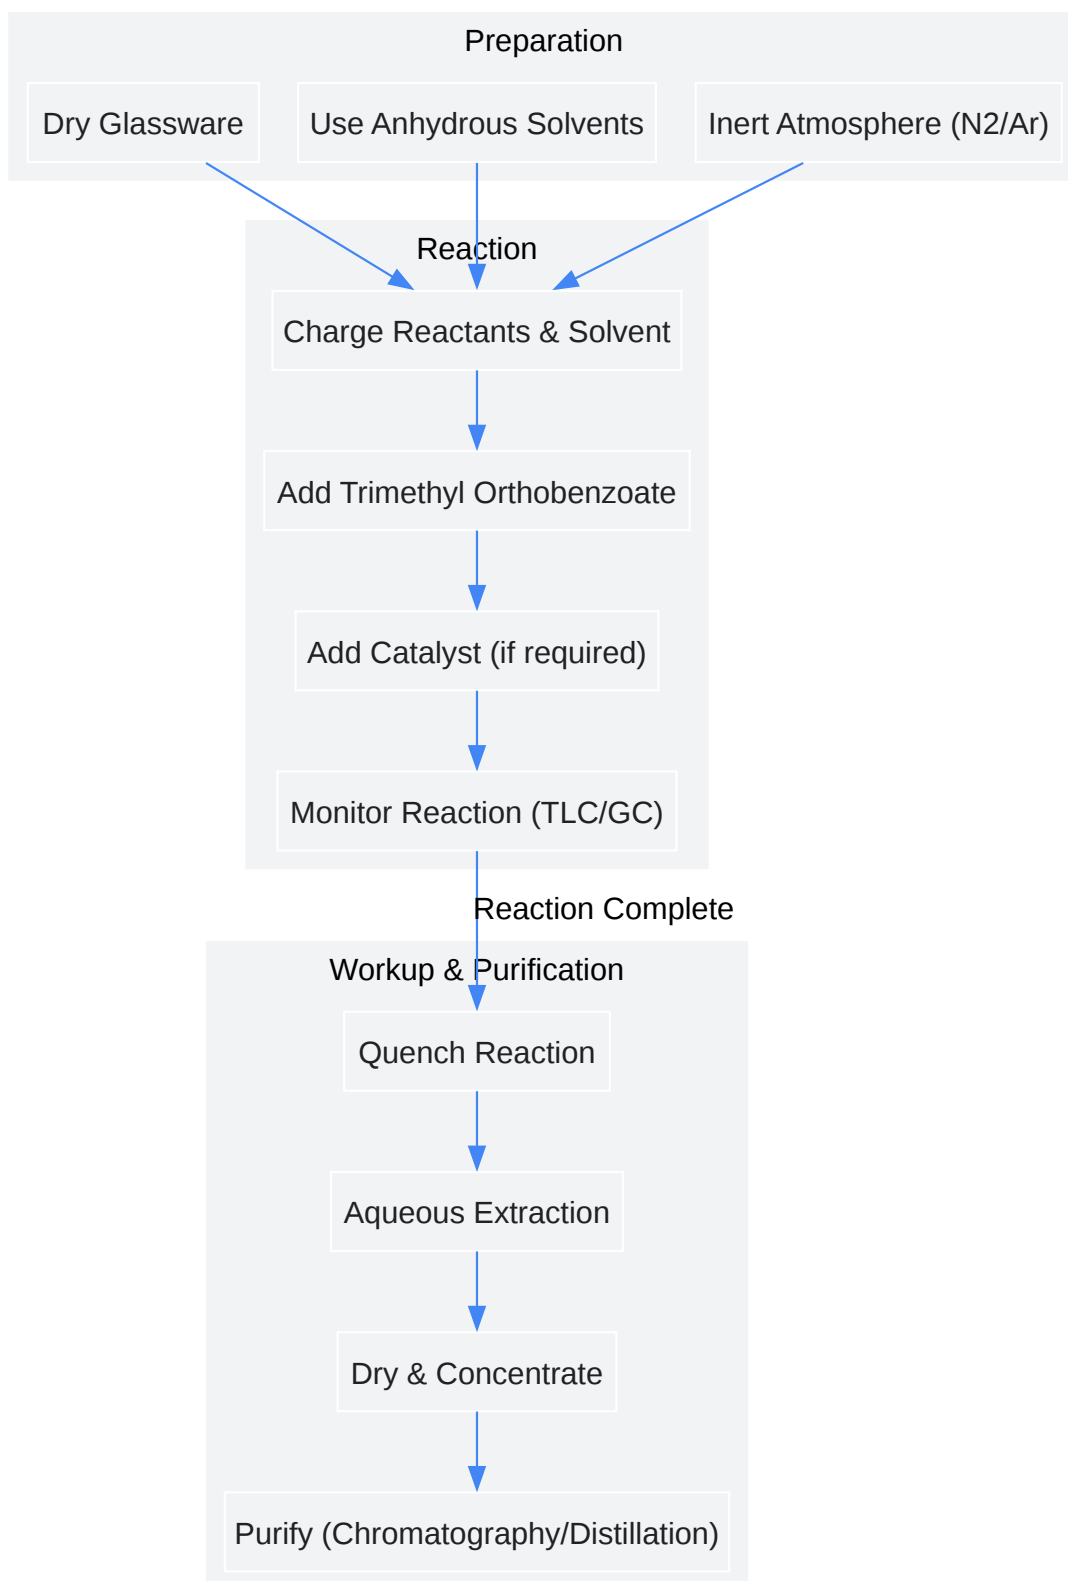 Preparation
Dry Glassware
Use Anhydrous Solvents
Inert Atmosphere (N2/Ar)
Reaction
Charge Reactants & Solvent
Add Trimethyl Orthobenzoate
Add Catalyst (if required)
Monitor Reaction (TLC/GC)
Reaction Complete
Workup & Purification
Quench Reaction
Aqueous Extraction
Dry & Concentrate
Purify (Chromatography/Distillation)